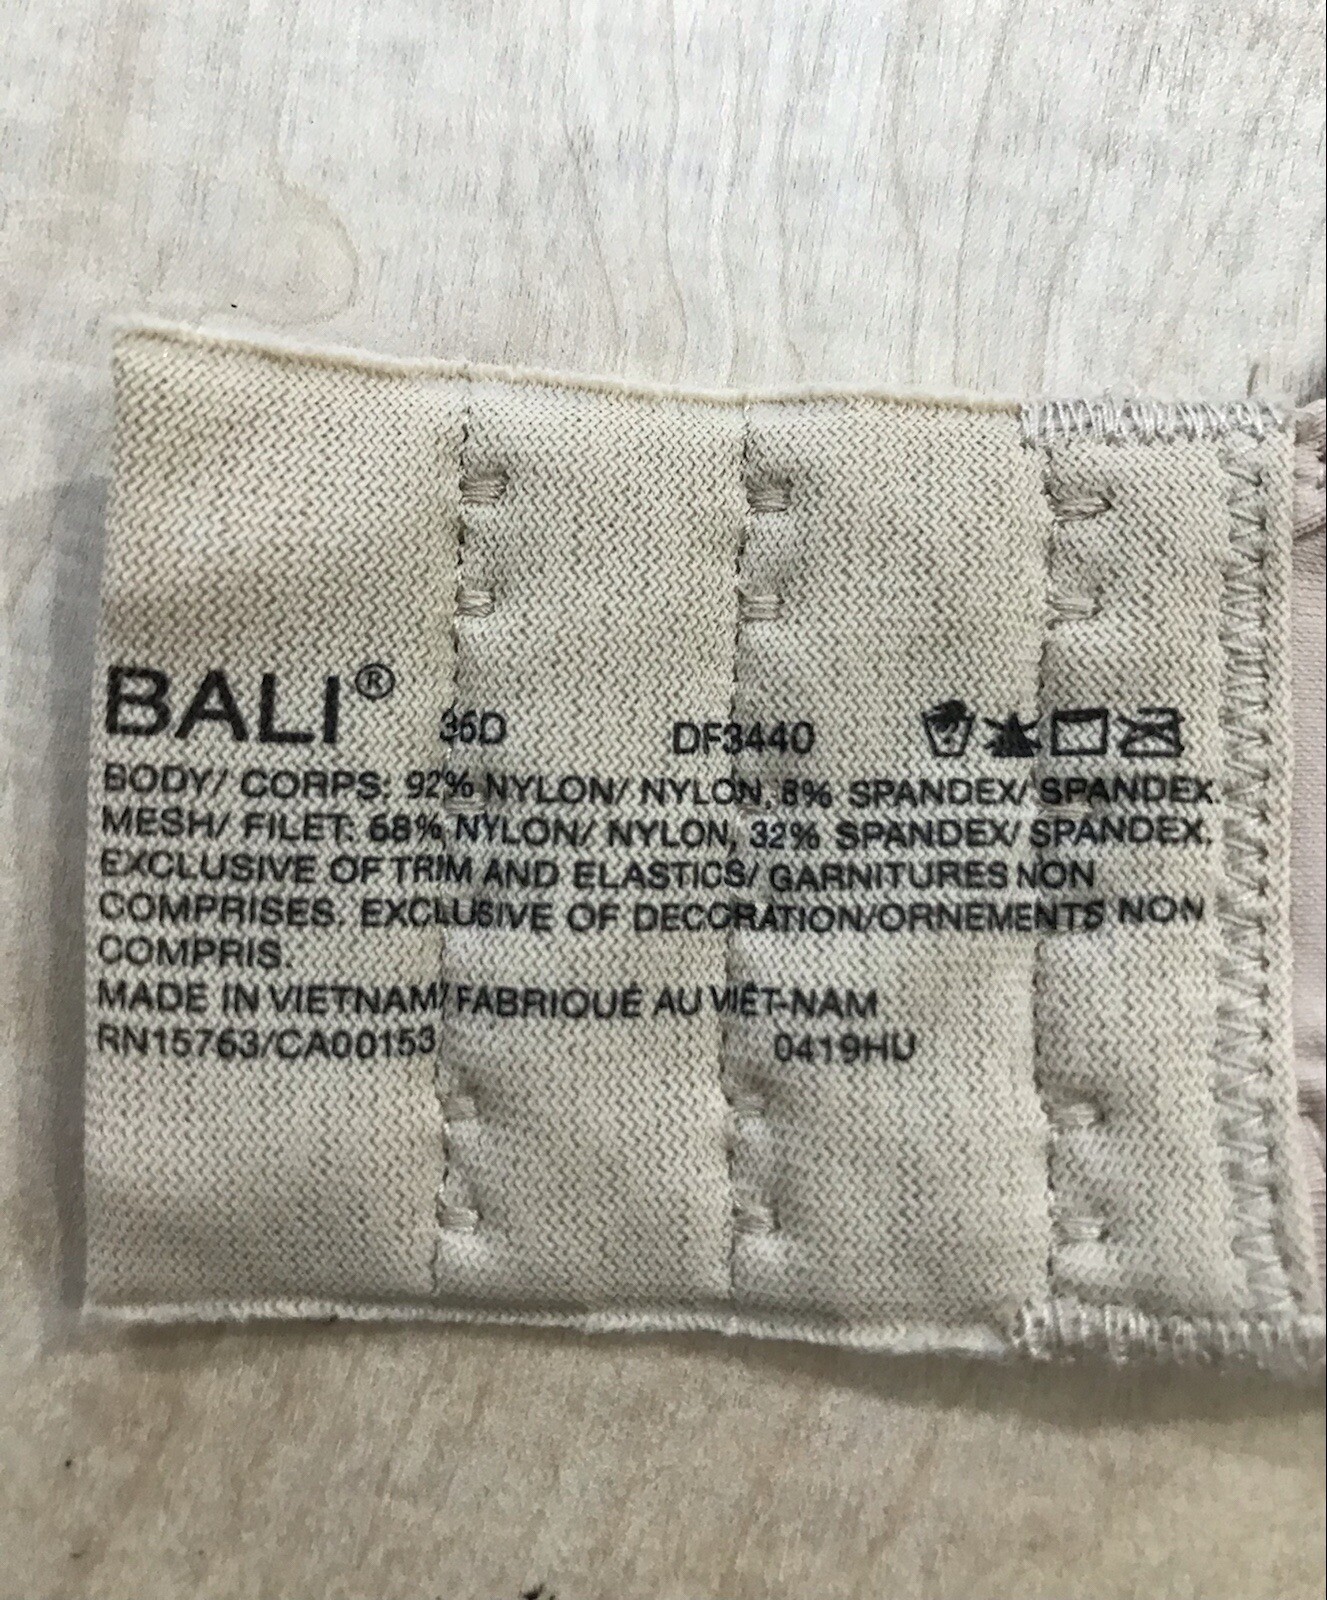 BALI® 36D DF3440
BODY/ CORPS: 92% NYLON/ NYLON, 8% SPANDEX/ SPANDEX.
MESH/ FILET: 68% NYLON/ NYLON, 32% SPANDEX/ SPANDEX.
EXCLUSIVE OF TRIM AND ELASTICS/ GARNITURES NON
COMPRISES. EXCLUSIVE OF DECORATION/ORNEMENTS NON
COMPRIS.
MADE IN VIETNAM/ FABRIQUÉ AU VIÊT-NAM
RN15763/CA00153 0419HU